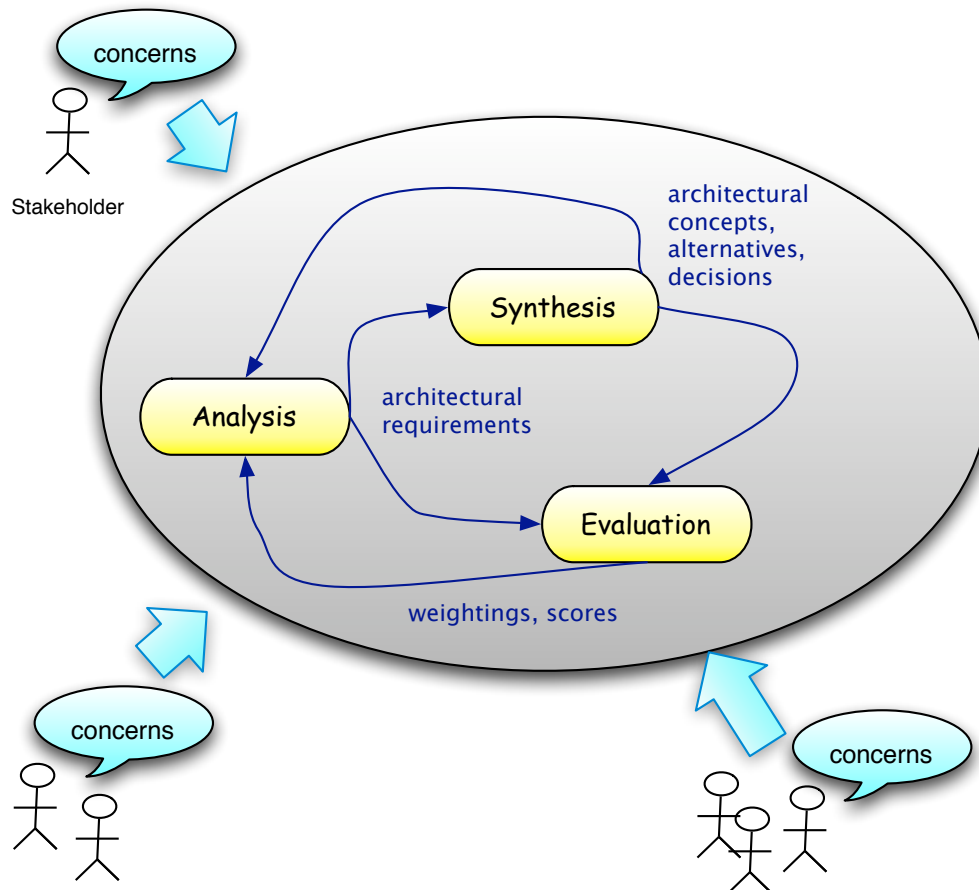 concerns
Stakeholder
architectural
concepts,
alternatives,
decisions
Synthesis
Analysis
architectural
requirements
Evaluation
weightings, scores
concerns
concerns